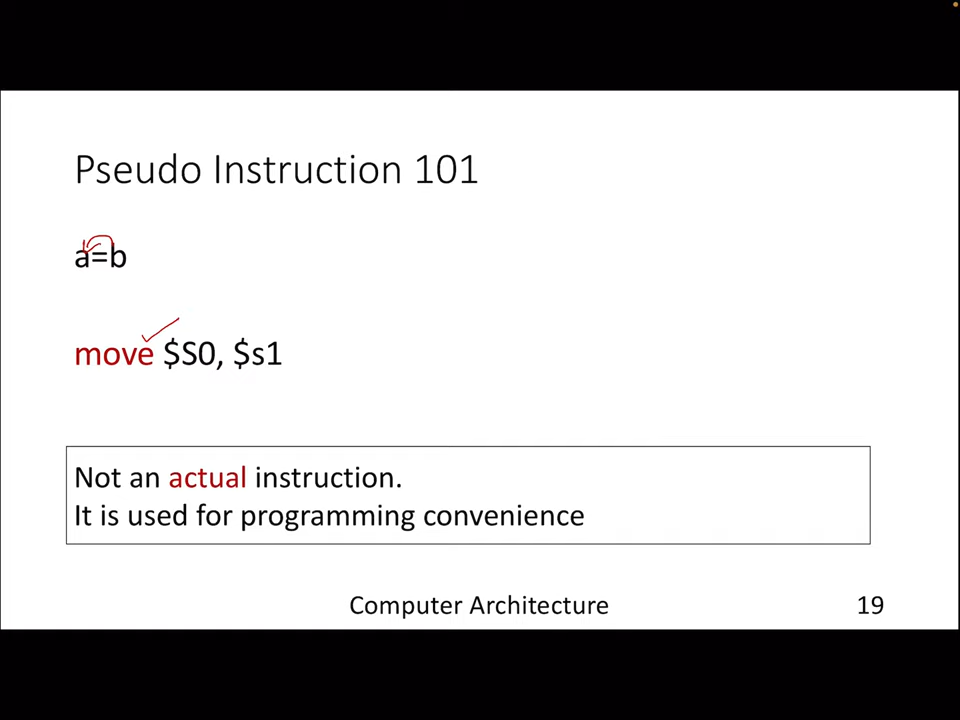 Pseudo Instruction 101
a=b
move $S0, $s1
Not an actual instruction.
It is used for programming convenience
Computer Architecture
19